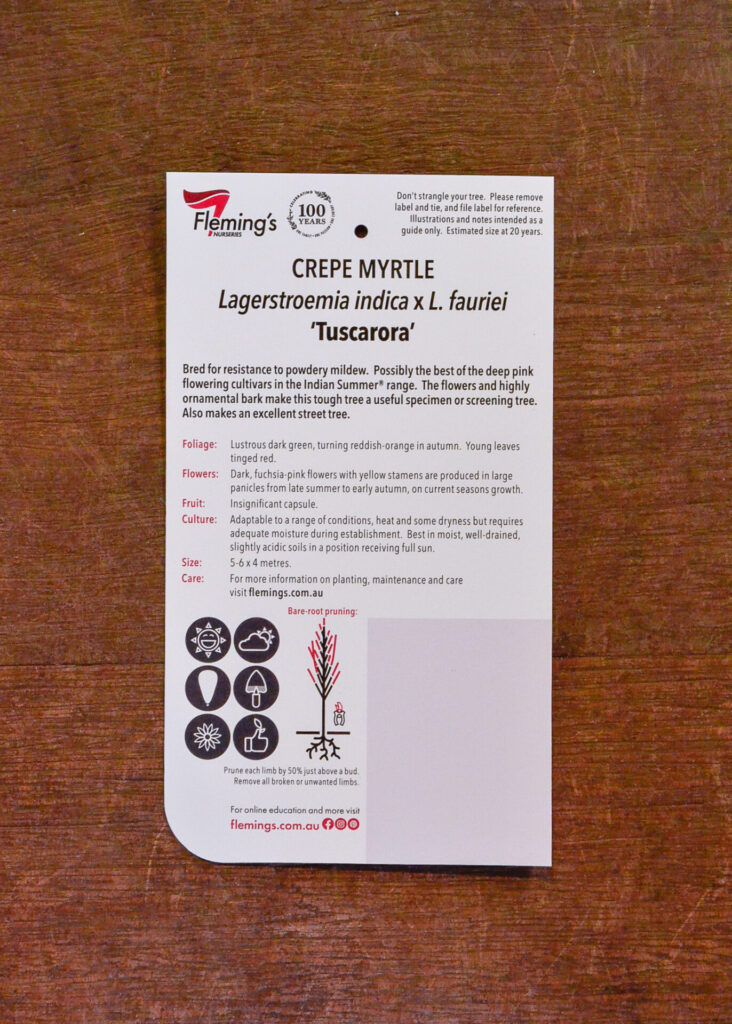 Fleming's
NURSERIES
CELEBRATING
100
YEARS
Don't strangle your tree. Please remove
label and tie, and file label for reference.
Illustrations and notes intended as a
guide only. Estimated size at 20 years.
CREPE MYRTLE
Lagerstroemia indica x L. fauriei
‘Tuscarora’
Bred for resistance to powdery mildew. Possibly the best of the deep pink
flowering cultivars in the Indian Summer® range. The flowers and highly
ornamental bark make this tough tree a useful specimen or screening tree.
Also makes an excellent street tree.
Foliage: Lustrous dark green, turning reddish-orange in autumn. Young leaves
tinged red.
Flowers: Dark, fuchsia-pink flowers with yellow stamens are produced in large
panicles from late summer to early autumn, on current seasons growth.
Fruit: Insignificant capsule.
Culture: Adaptable to a range of conditions, heat and some dryness but requires
adequate moisture during establishment. Best in moist, well-drained,
slightly acidic soils in a position receiving full sun.
Size: 5-6 x 4 metres.
Care: For more information on planting, maintenance and care
visit flemings.com.au
Bare-root pruning:
Prune each limb by 50% just above a bud.
Remove all broken or unwanted limbs.
For online education and more visit
flemings.com.au